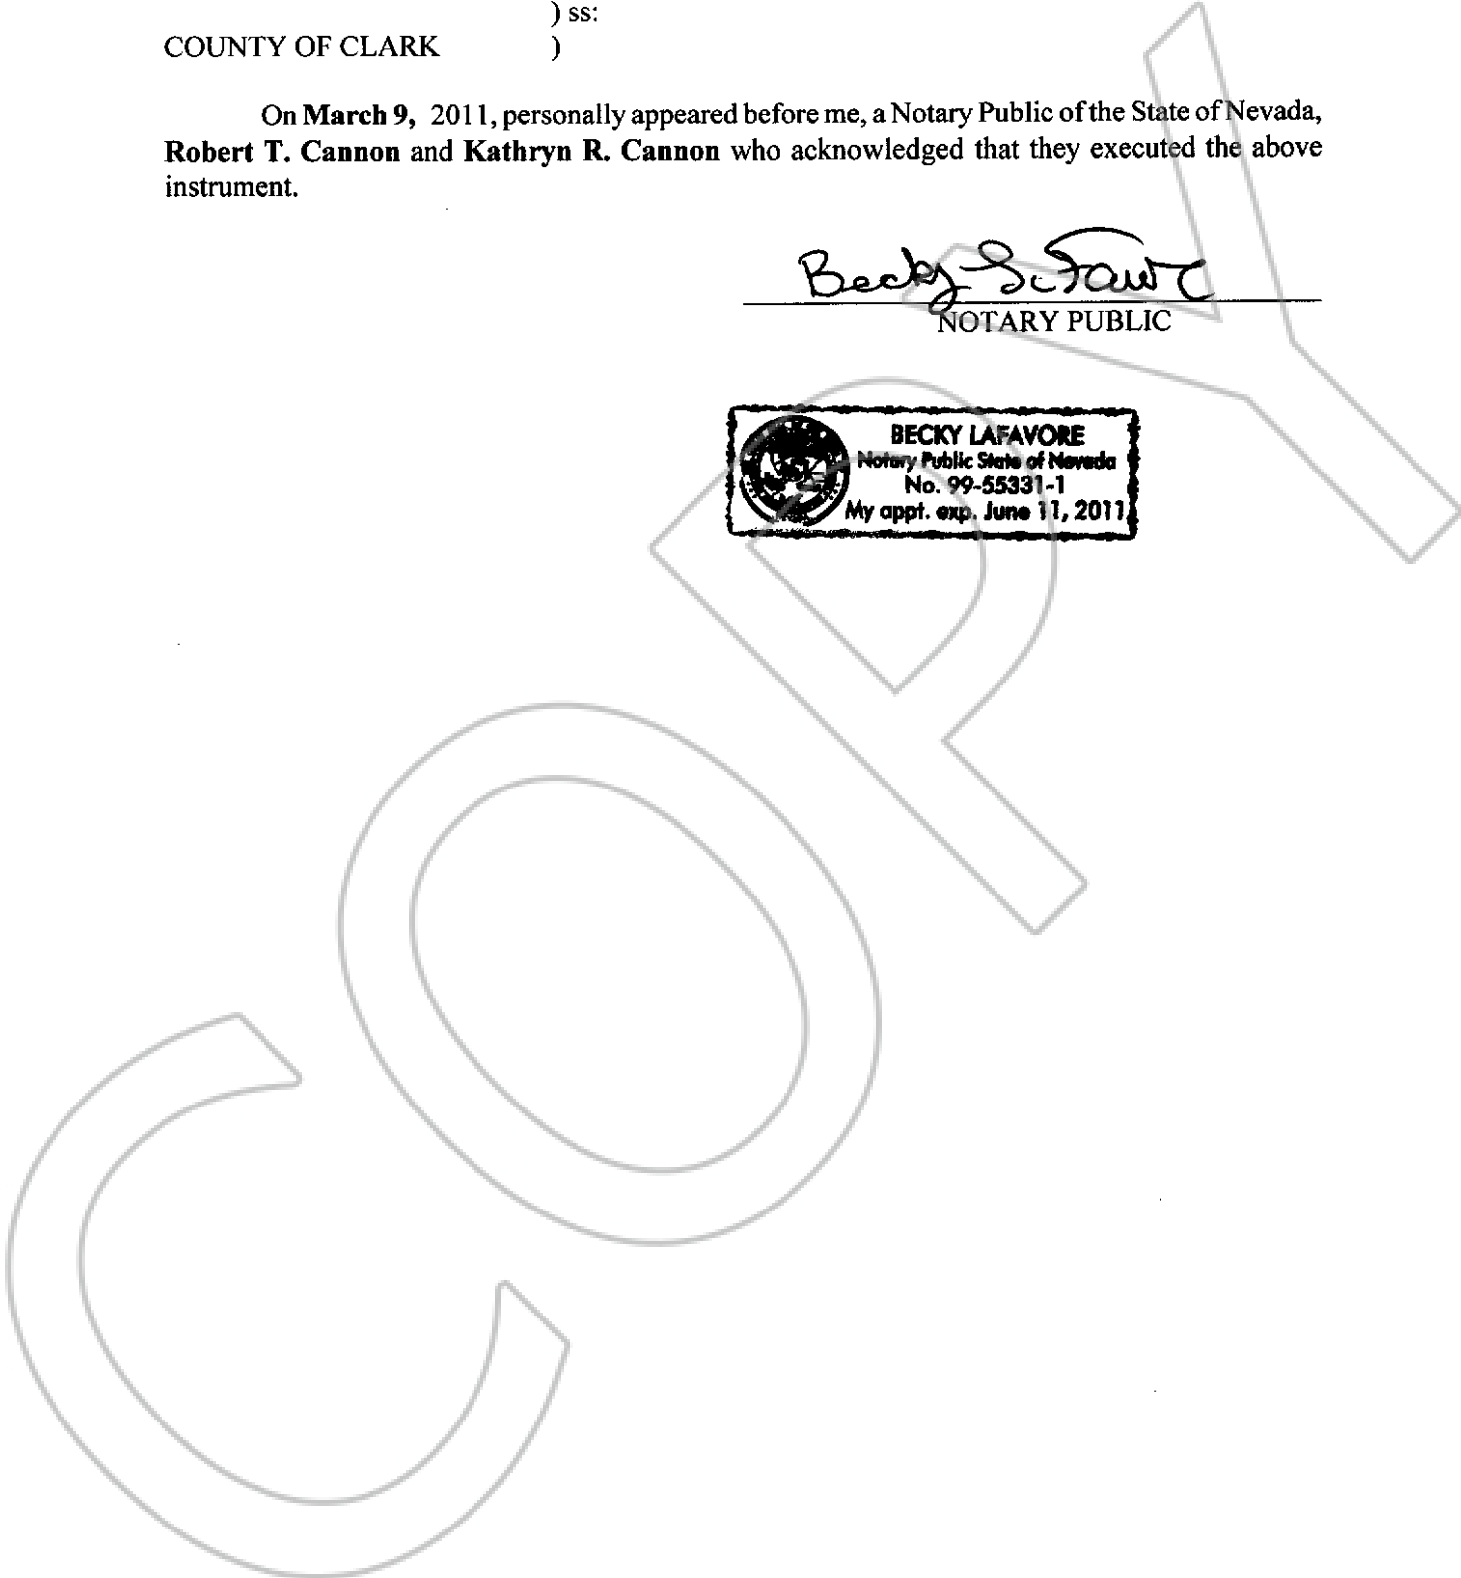 ) ss:
COUNTY OF CLARK )
On March 9, 2011, personally appeared before me, a Notary Public of the State of Nevada,
Robert T. Cannon and Kathryn R. Cannon who acknowledged that they executed the above
instrument.
Becky
NOTARY PUBLIC
BECKY LAFAVORE
Notary Public State of Nevada
No. 99-55331-1
My appt. exp. June 11, 2011
COPY